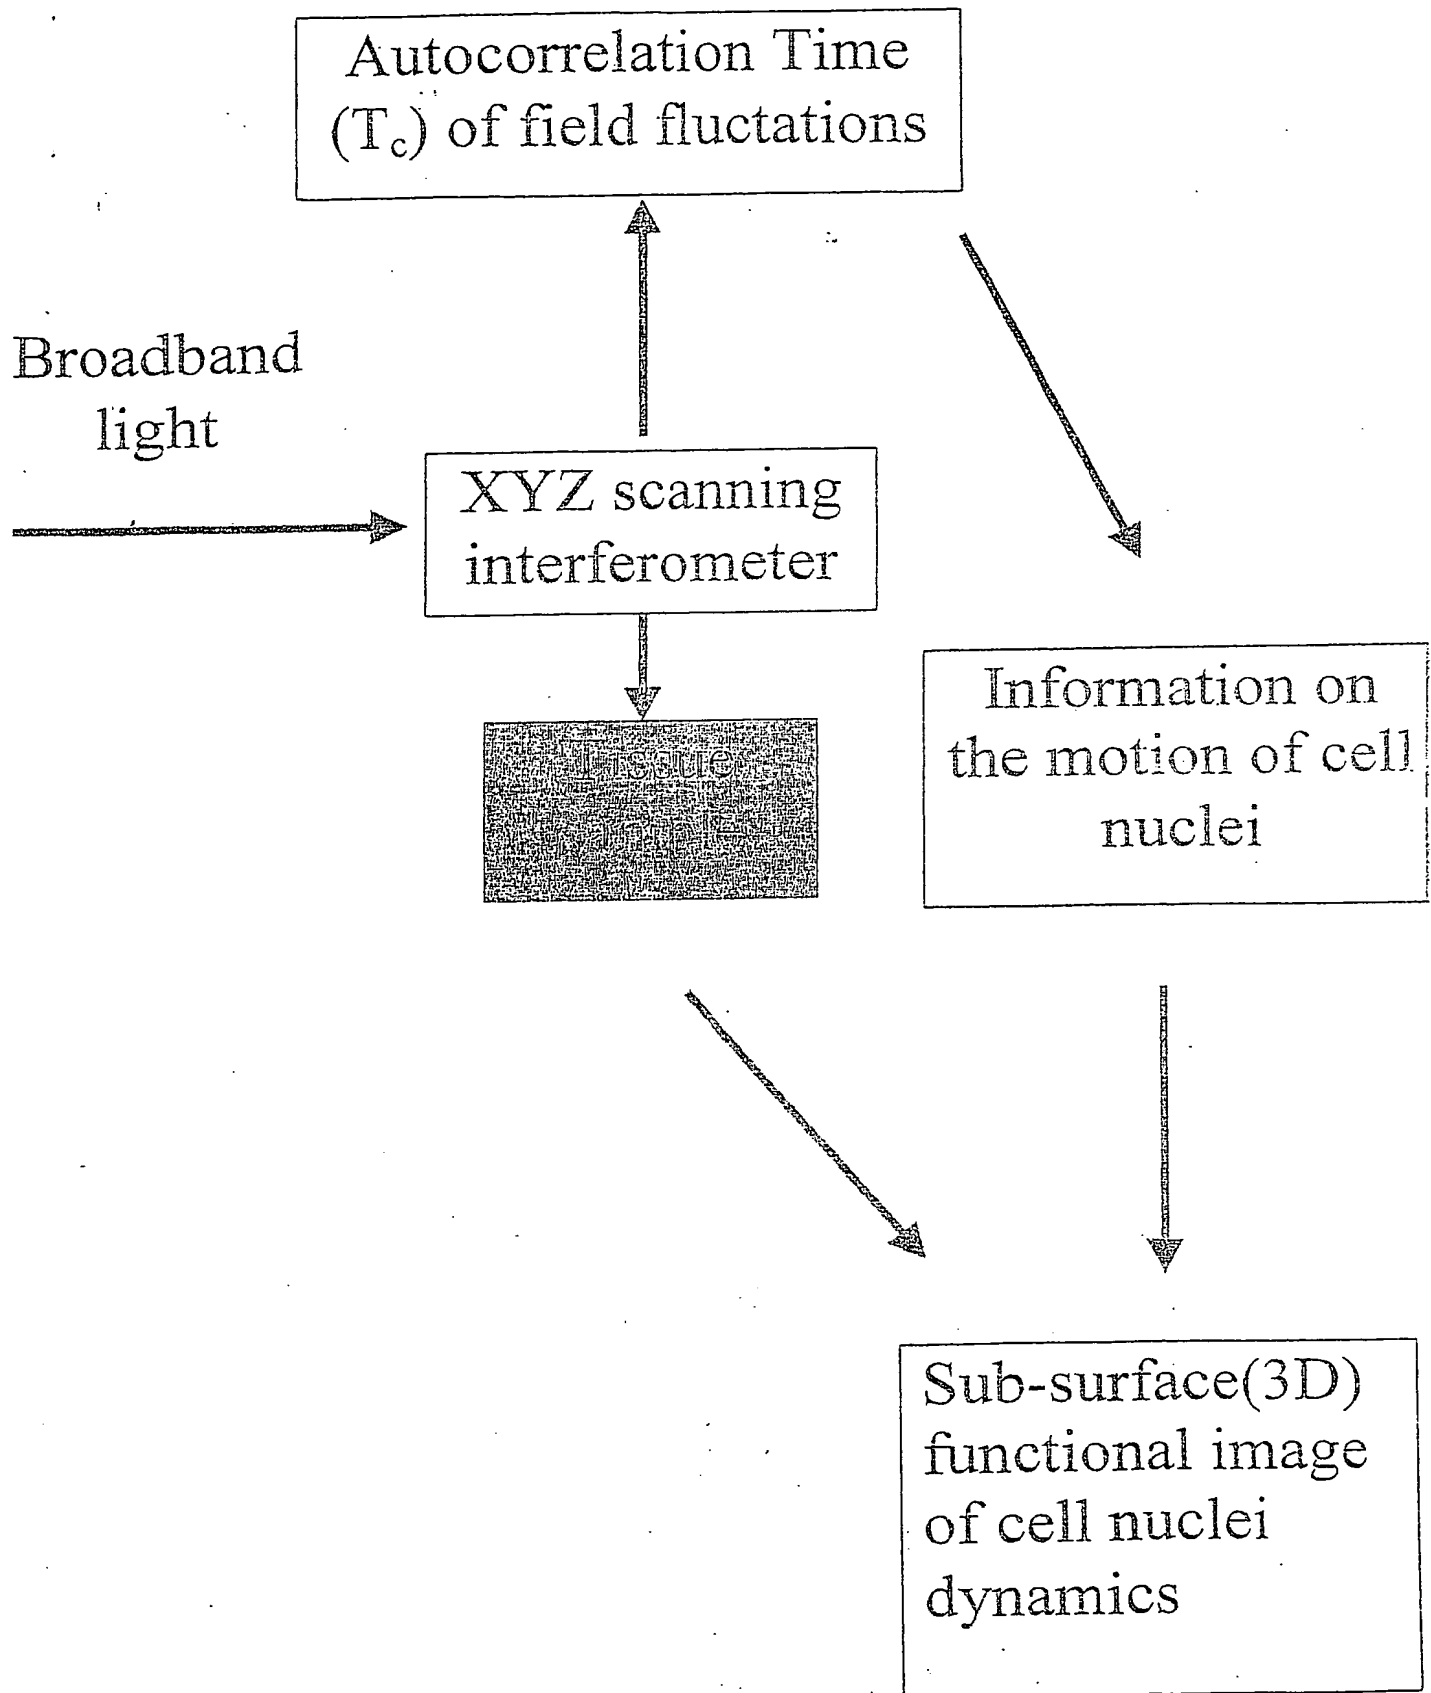 Autocorrelation Time
(Tc) of field fluctations
Broadband
light
XYZ scanning
interferometer
Tissue
Information on
the motion of cell
nuclei
Sub-surface(3D)
functional image
of cell nuclei
dynamics